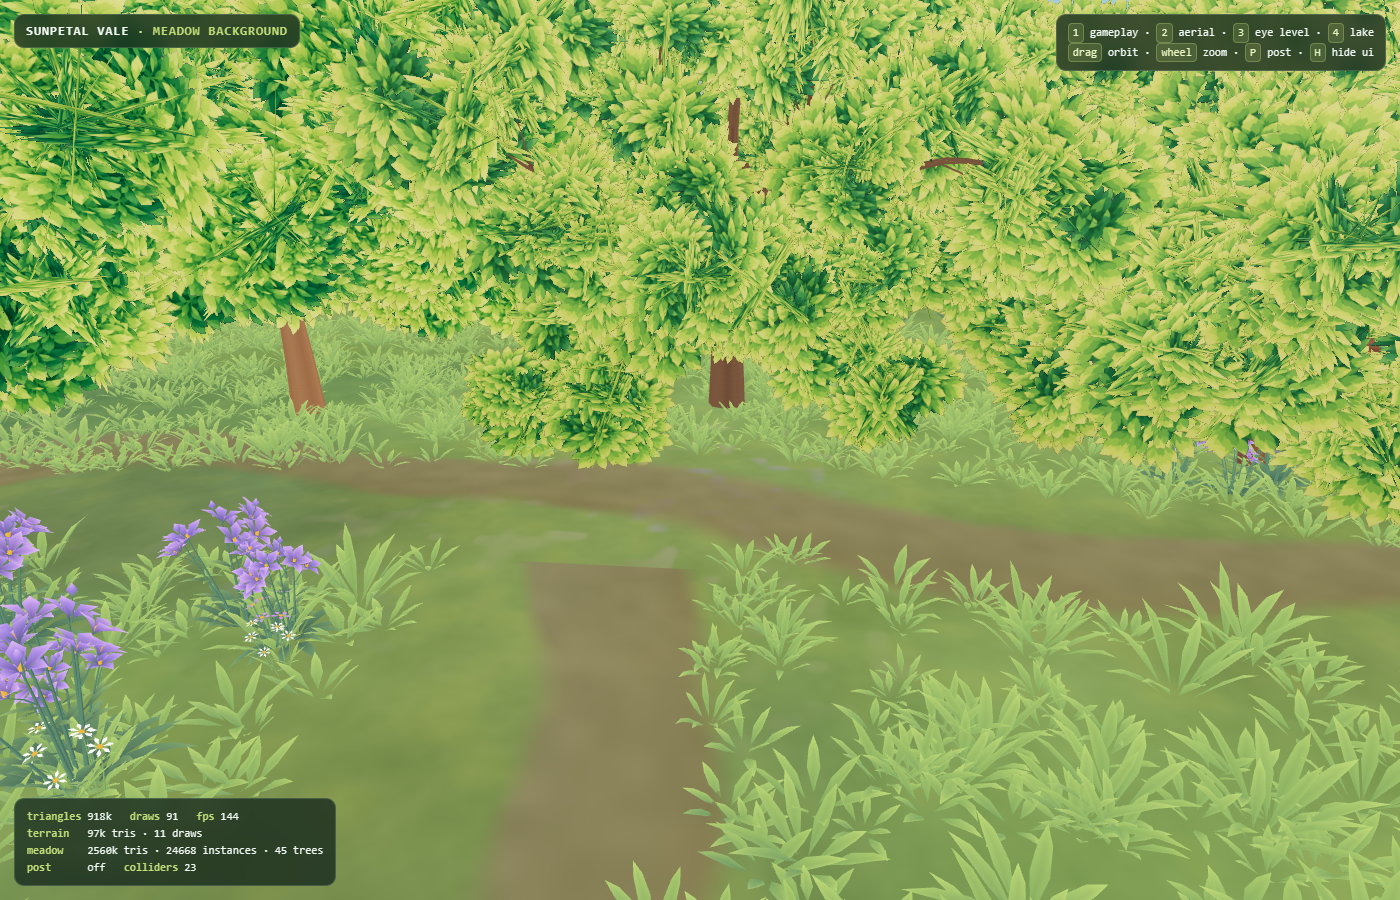 SUNPETAL VALE · MEADOW BACKGROUND
1 gameplay · 2 aerial · 3 eye level · 4 lake
drag orbit · wheel zoom · P post · H hide ui
triangles 918k draws 91 fps 144
terrain 97k tris · 11 draws
meadow 2560k tris · 24668 instances · 45 trees
post off colliders 23